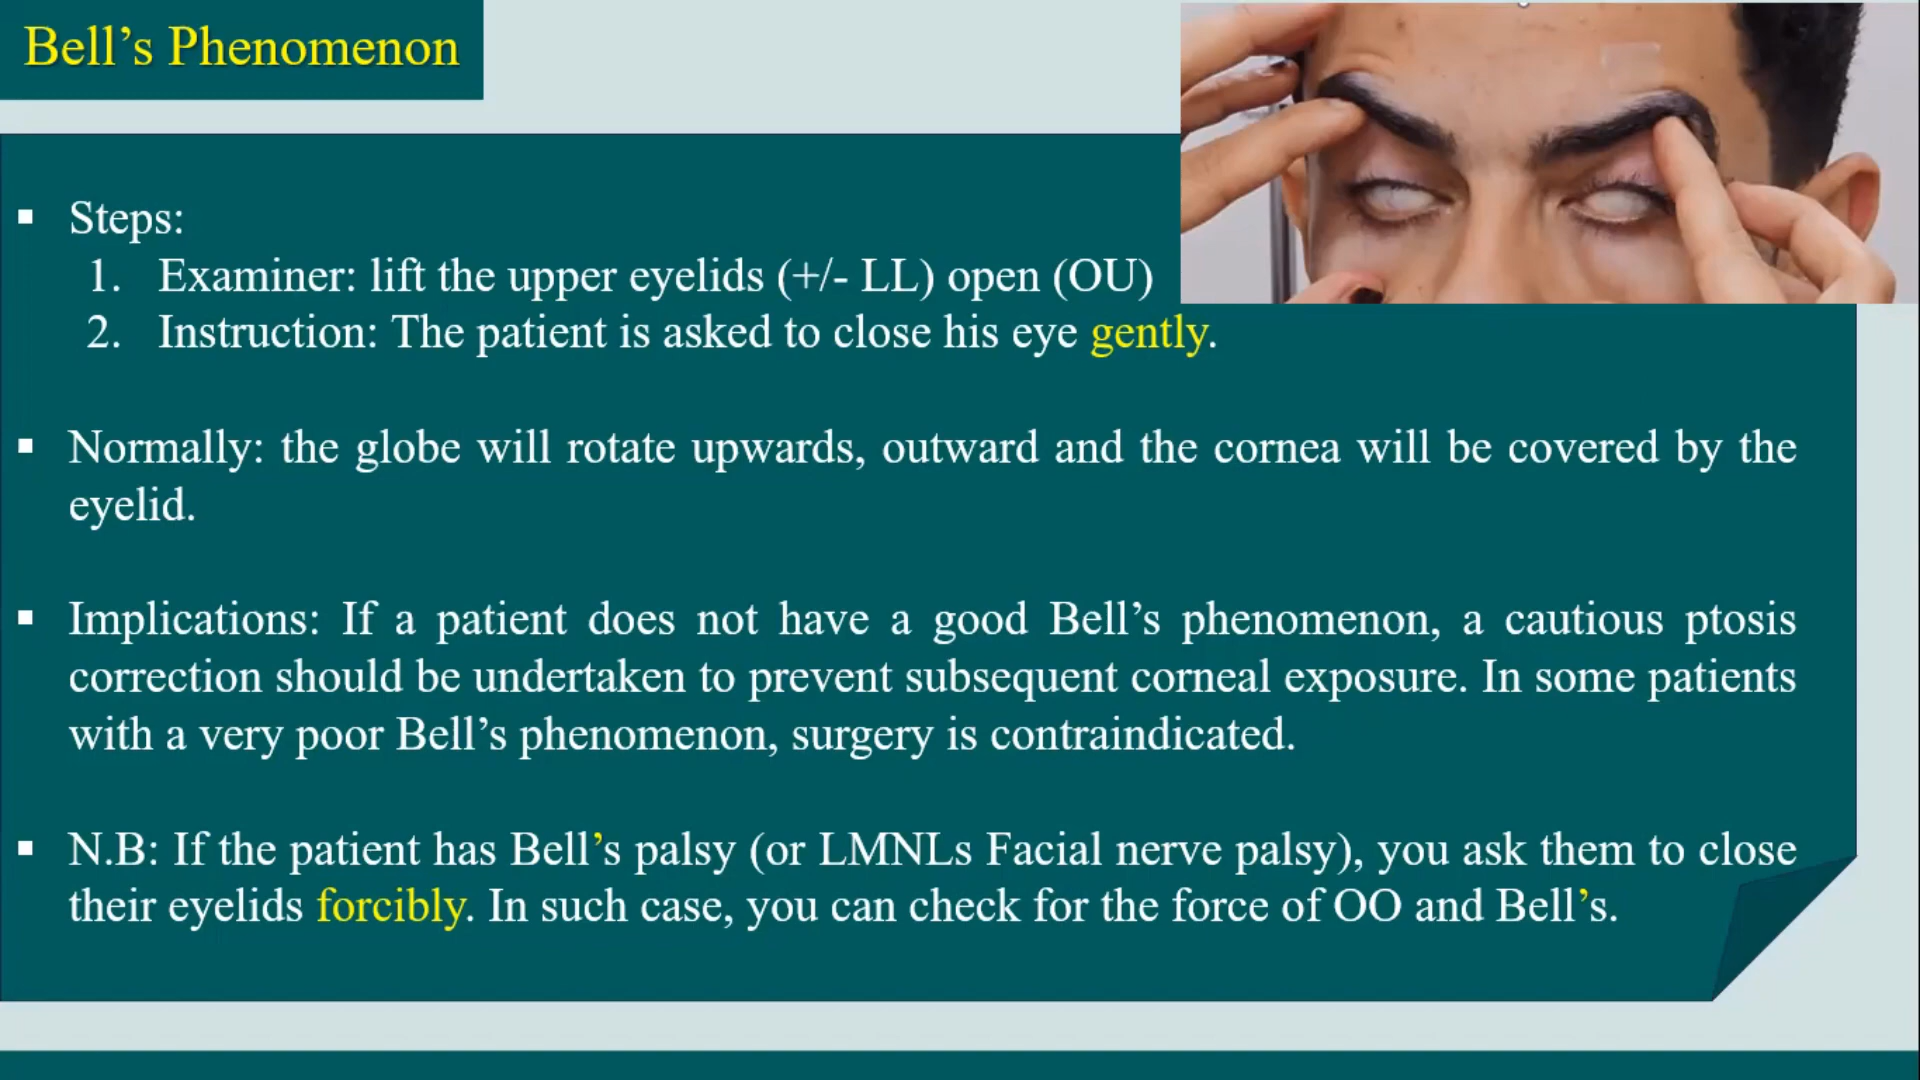 Bell’s Phenomenon
▪ Steps:
1. Examiner: lift the upper eyelids (+/- LL) open (OU)
2. Instruction: The patient is asked to close his eye gently.
▪ Normally: the globe will rotate upwards, outward and the cornea will be covered by the
eyelid.
▪ Implications: If a patient does not have a good Bell’s phenomenon, a cautious ptosis
correction should be undertaken to prevent subsequent corneal exposure. In some patients
with a very poor Bell’s phenomenon, surgery is contraindicated.
▪ N.B: If the patient has Bell’s palsy (or LMNLs Facial nerve palsy), you ask them to close
their eyelids forcibly. In such case, you can check for the force of OO and Bell’s.